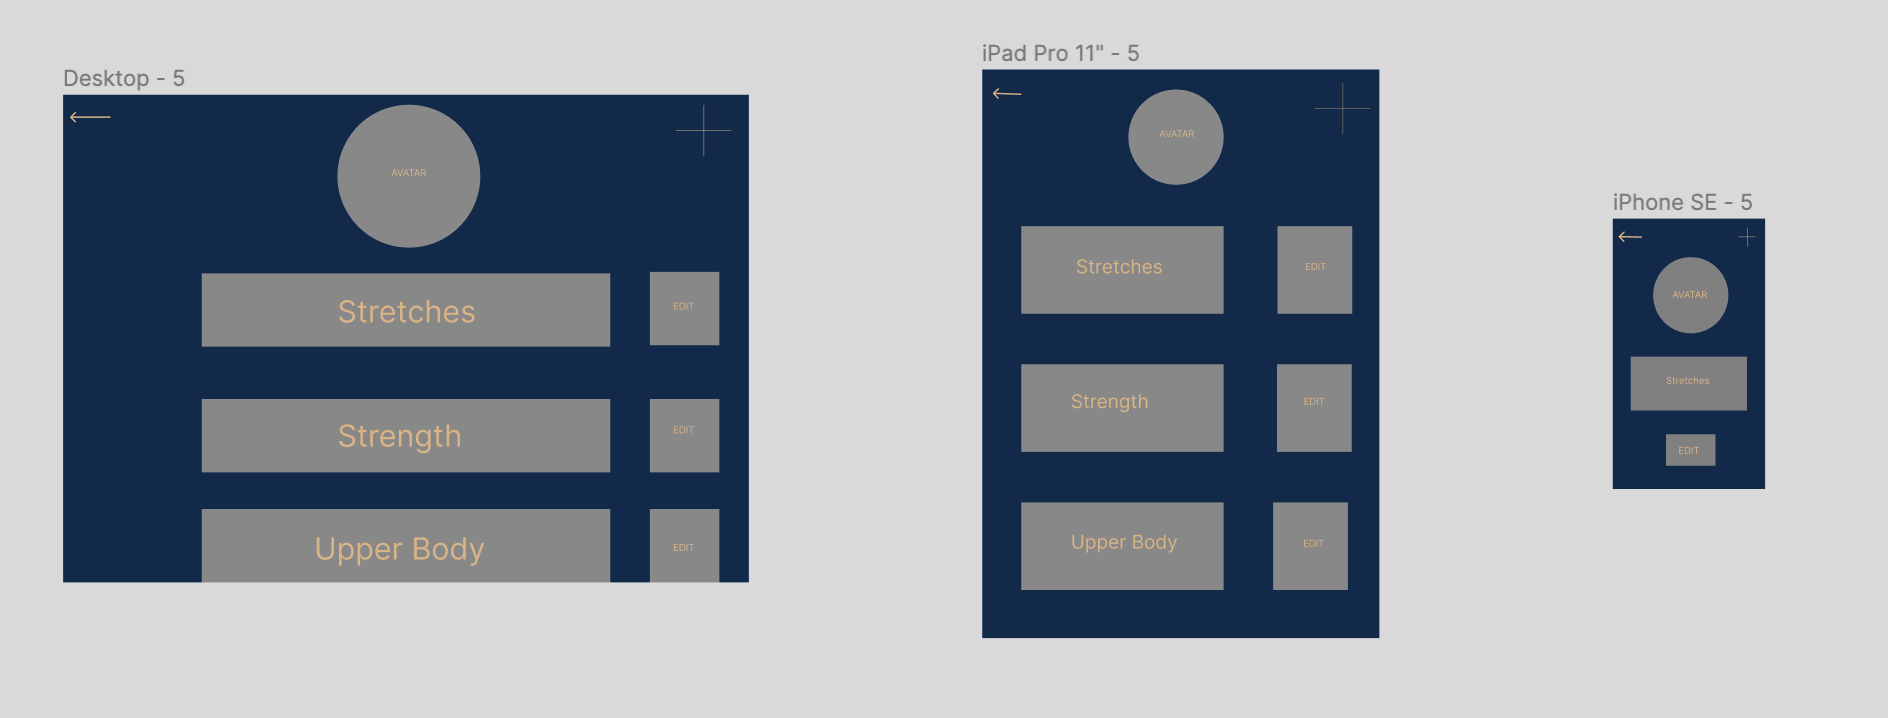 Desktop - 5
AVATAR
Stretches
EDIT
Strength
EDIT
Upper Body
EDIT
iPad Pro 11" - 5
AVATAR
Stretches
EDIT
Strength
EDIT
Upper Body
EDIT
iPhone SE - 5
AVATAR
Stretches
EDIT